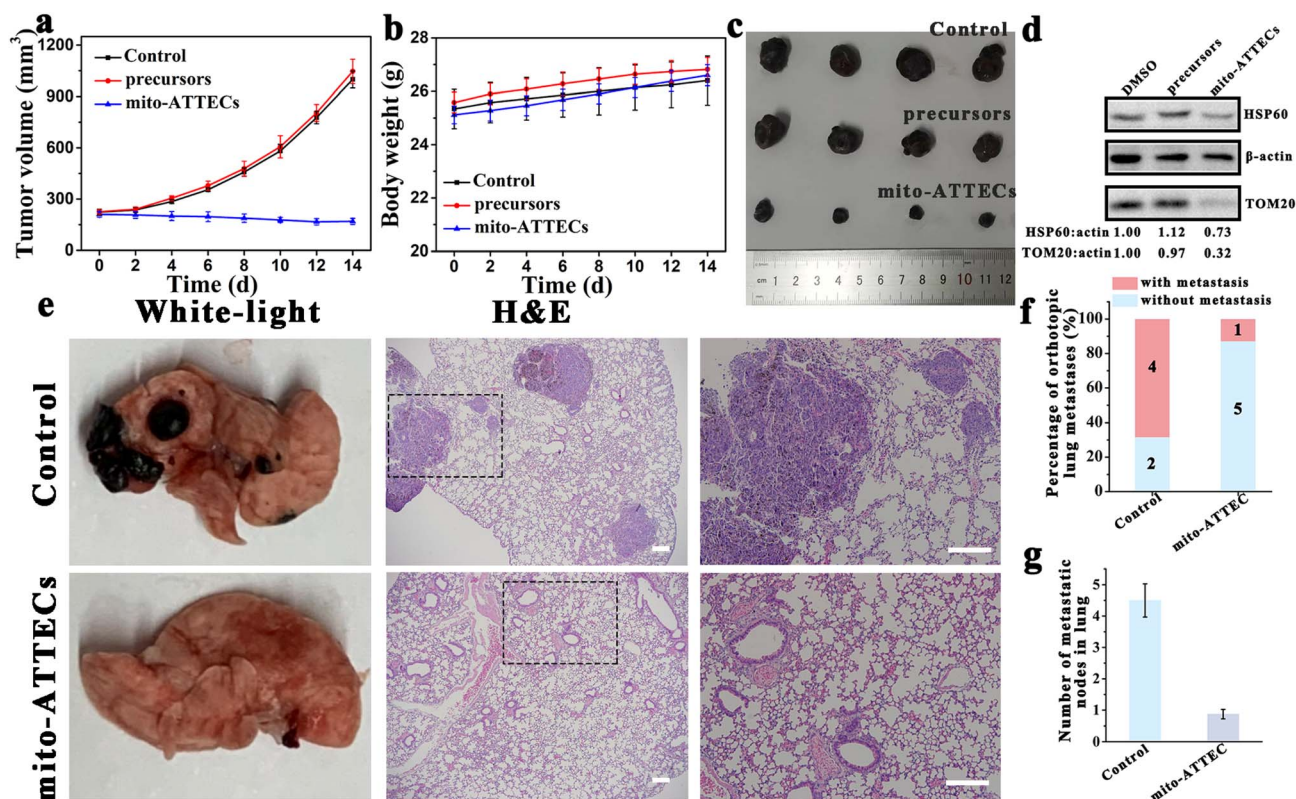 a
Tumor volume (mm³)
1200
900
600
300
0
Control
precursors
mito-ATTECs
0 2 4 6 8 10 12 14
Time (d)
b
Body weight (g)
28
26
24
22
20
Control
precursors
mito-ATTECs
0 2 4 6 8 10 12 14
Time (d)
c
Control
precursors
mito-ATTECs
cm 1 2 3 4 5 6 7 8 9 10 11 12
d
DMSO
precursors
mito-ATTECs
HSP60
β-actin
TOM20
HSP60:actin 1.00 1.12 0.73
TOM20:actin 1.00 0.97 0.32
e
White-light
H&E
Control
mito-ATTECs
f
with metastasis
without metastasis
Percentage of orthotopic
lung metastases (%)
100
80
60
40
20
0
4
2
1
5
Control
mito-ATTEC
g
Number of metastatic
nodes in lung
5
4
3
2
1
0
Control
mito-ATTEC